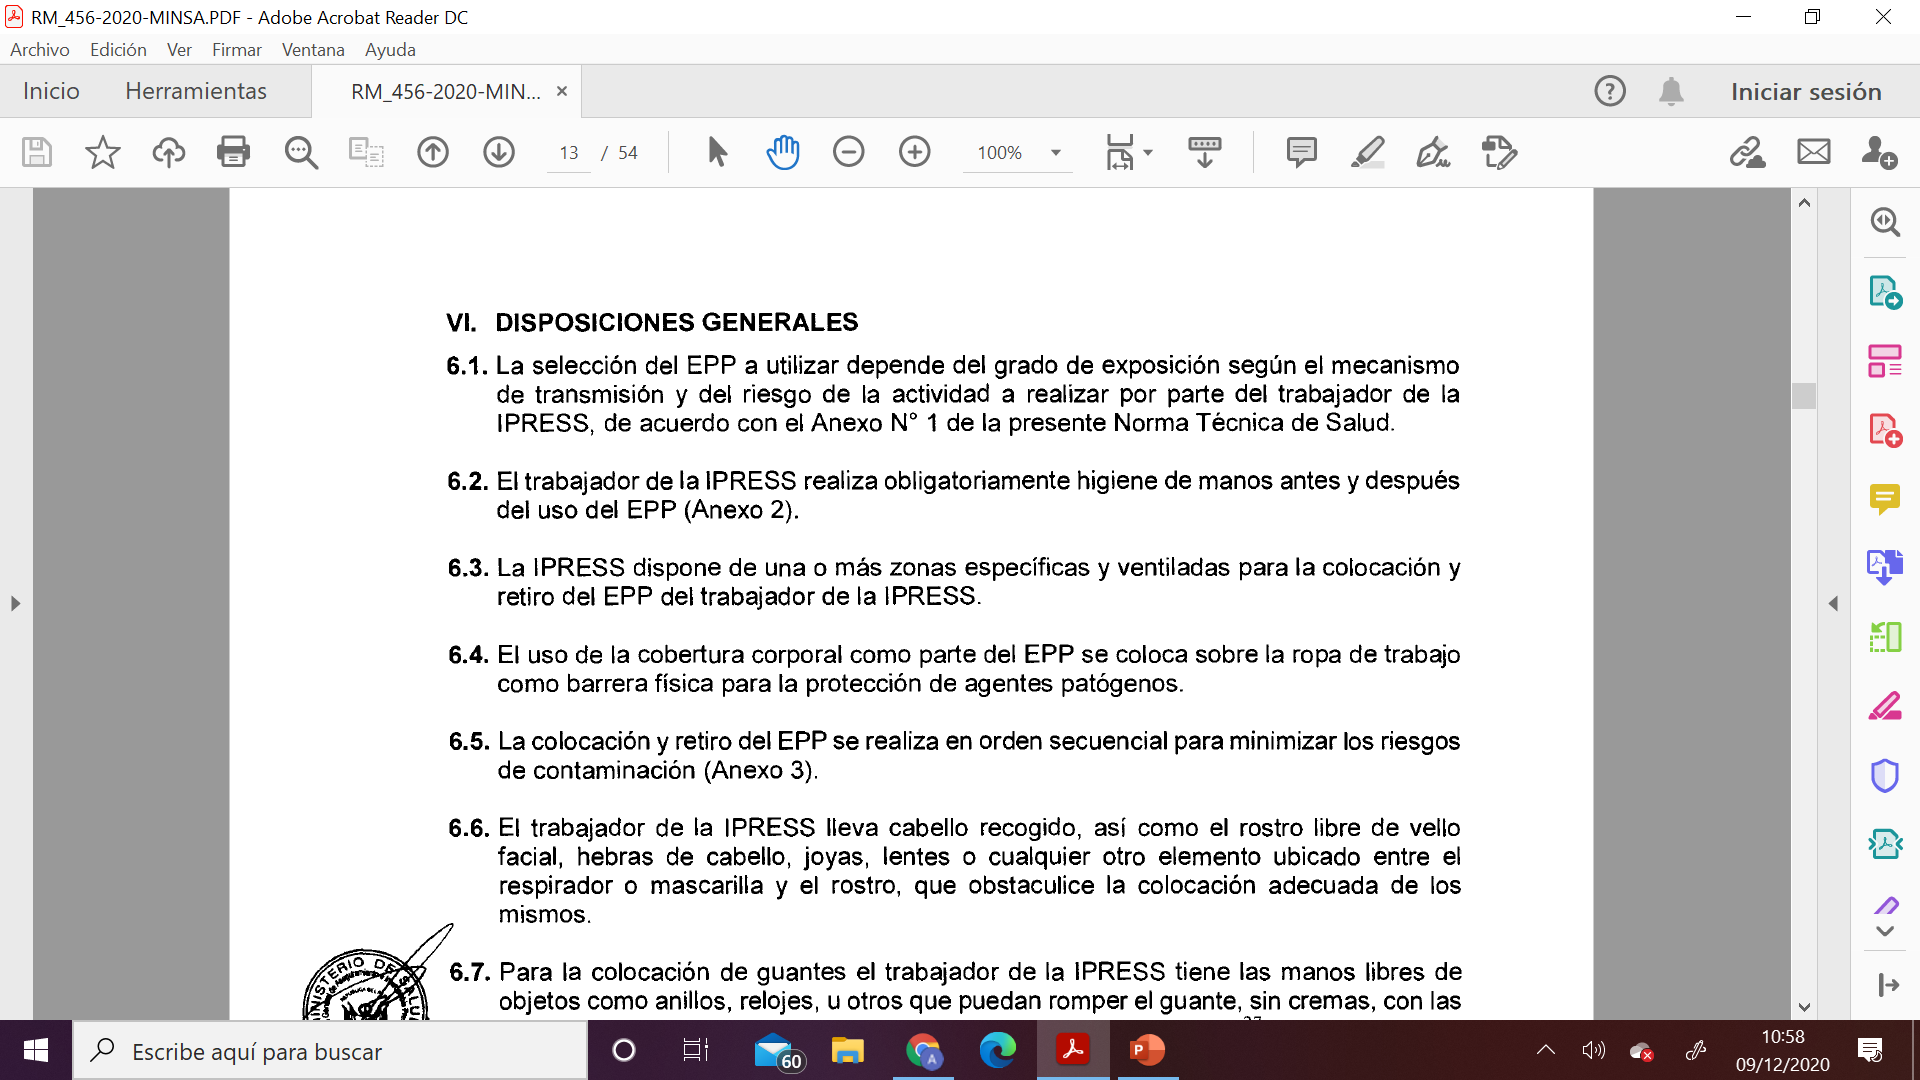 RM_456-2020-MINSA.PDF - Adobe Acrobat Reader DC
Archivo Edición Ver Firmar Ventana Ayuda
Inicio Herramientas RM_456-2020-MIN... × Iniciar sesión
13 / 54 100%
VI. DISPOSICIONES GENERALES
6.1. La selección del EPP a utilizar depende del grado de exposición según el mecanismo
de transmisión y del riesgo de la actividad a realizar por parte del trabajador de la
IPRESS, de acuerdo con el Anexo N° 1 de la presente Norma Técnica de Salud.
6.2. El trabajador de la IPRESS realiza obligatoriamente higiene de manos antes y después
del uso del EPP (Anexo 2).
6.3. La IPRESS dispone de una o más zonas específicas y ventiladas para la colocación y
retiro del EPP del trabajador de la IPRESS.
6.4. El uso de la cobertura corporal como parte del EPP se coloca sobre la ropa de trabajo
como barrera física para la protección de agentes patógenos.
6.5. La colocación y retiro del EPP se realiza en orden secuencial para minimizar los riesgos
de contaminación (Anexo 3).
6.6. El trabajador de la IPRESS lleva cabello recogido, así como el rostro libre de vello
facial, hebras de cabello, joyas, lentes o cualquier otro elemento ubicado entre el
respirador o mascarilla y el rostro, que obstaculice la colocación adecuada de los
mismos.
6.7. Para la colocación de guantes el trabajador de la IPRESS tiene las manos libres de
objetos como anillos, relojes, u otros que puedan romper el guante, sin cremas, con las
Escribe aquí para buscar
60
10:58
09/12/2020